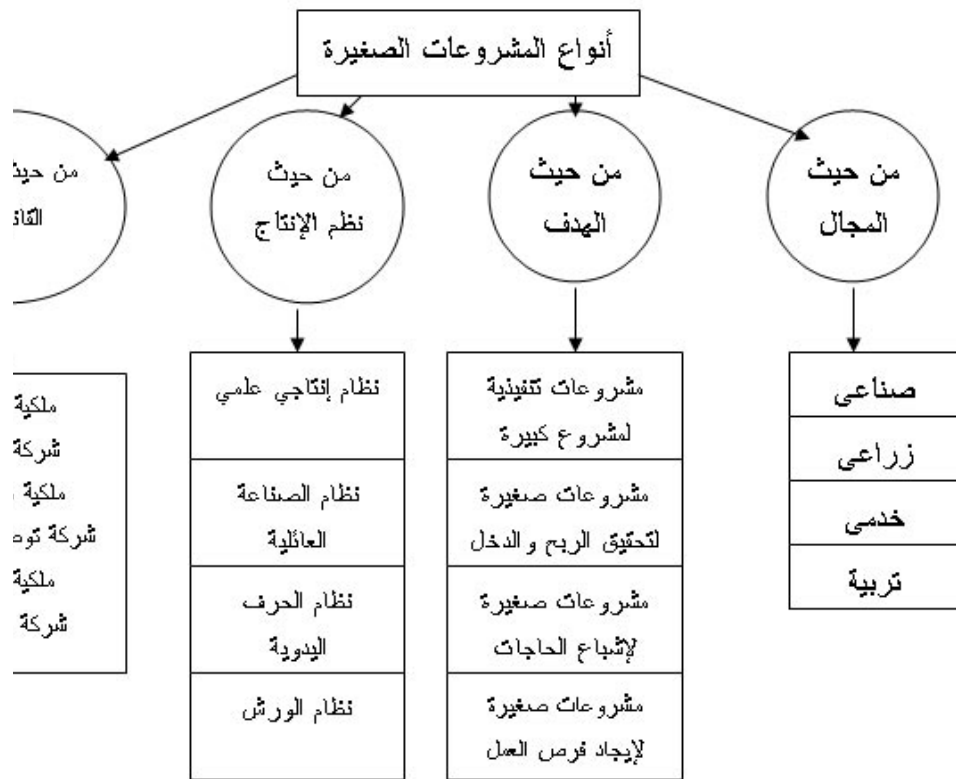 أنواع المشروعات الصغيرة
من حيث
المجال
من حيث
الهدف
من حيث
نظم الإنتاج
من حيث
صناعى
زراعى
خدمى
تربية
مشروعات تنفيذية
لمشروع كبيرة
مشروعات صغيرة
لتحقيق الربح والدخل
مشروعات صغيرة
لإشباع الحاجات
مشروعات صغيرة
لإيجاد فرص العمل
نظام إنتاجي علمي
نظام الصناعة
العائلية
نظام الحرف
اليدوية
نظام الورش
ملكية
شركة
ملكية
شركة
ملكية
شركة